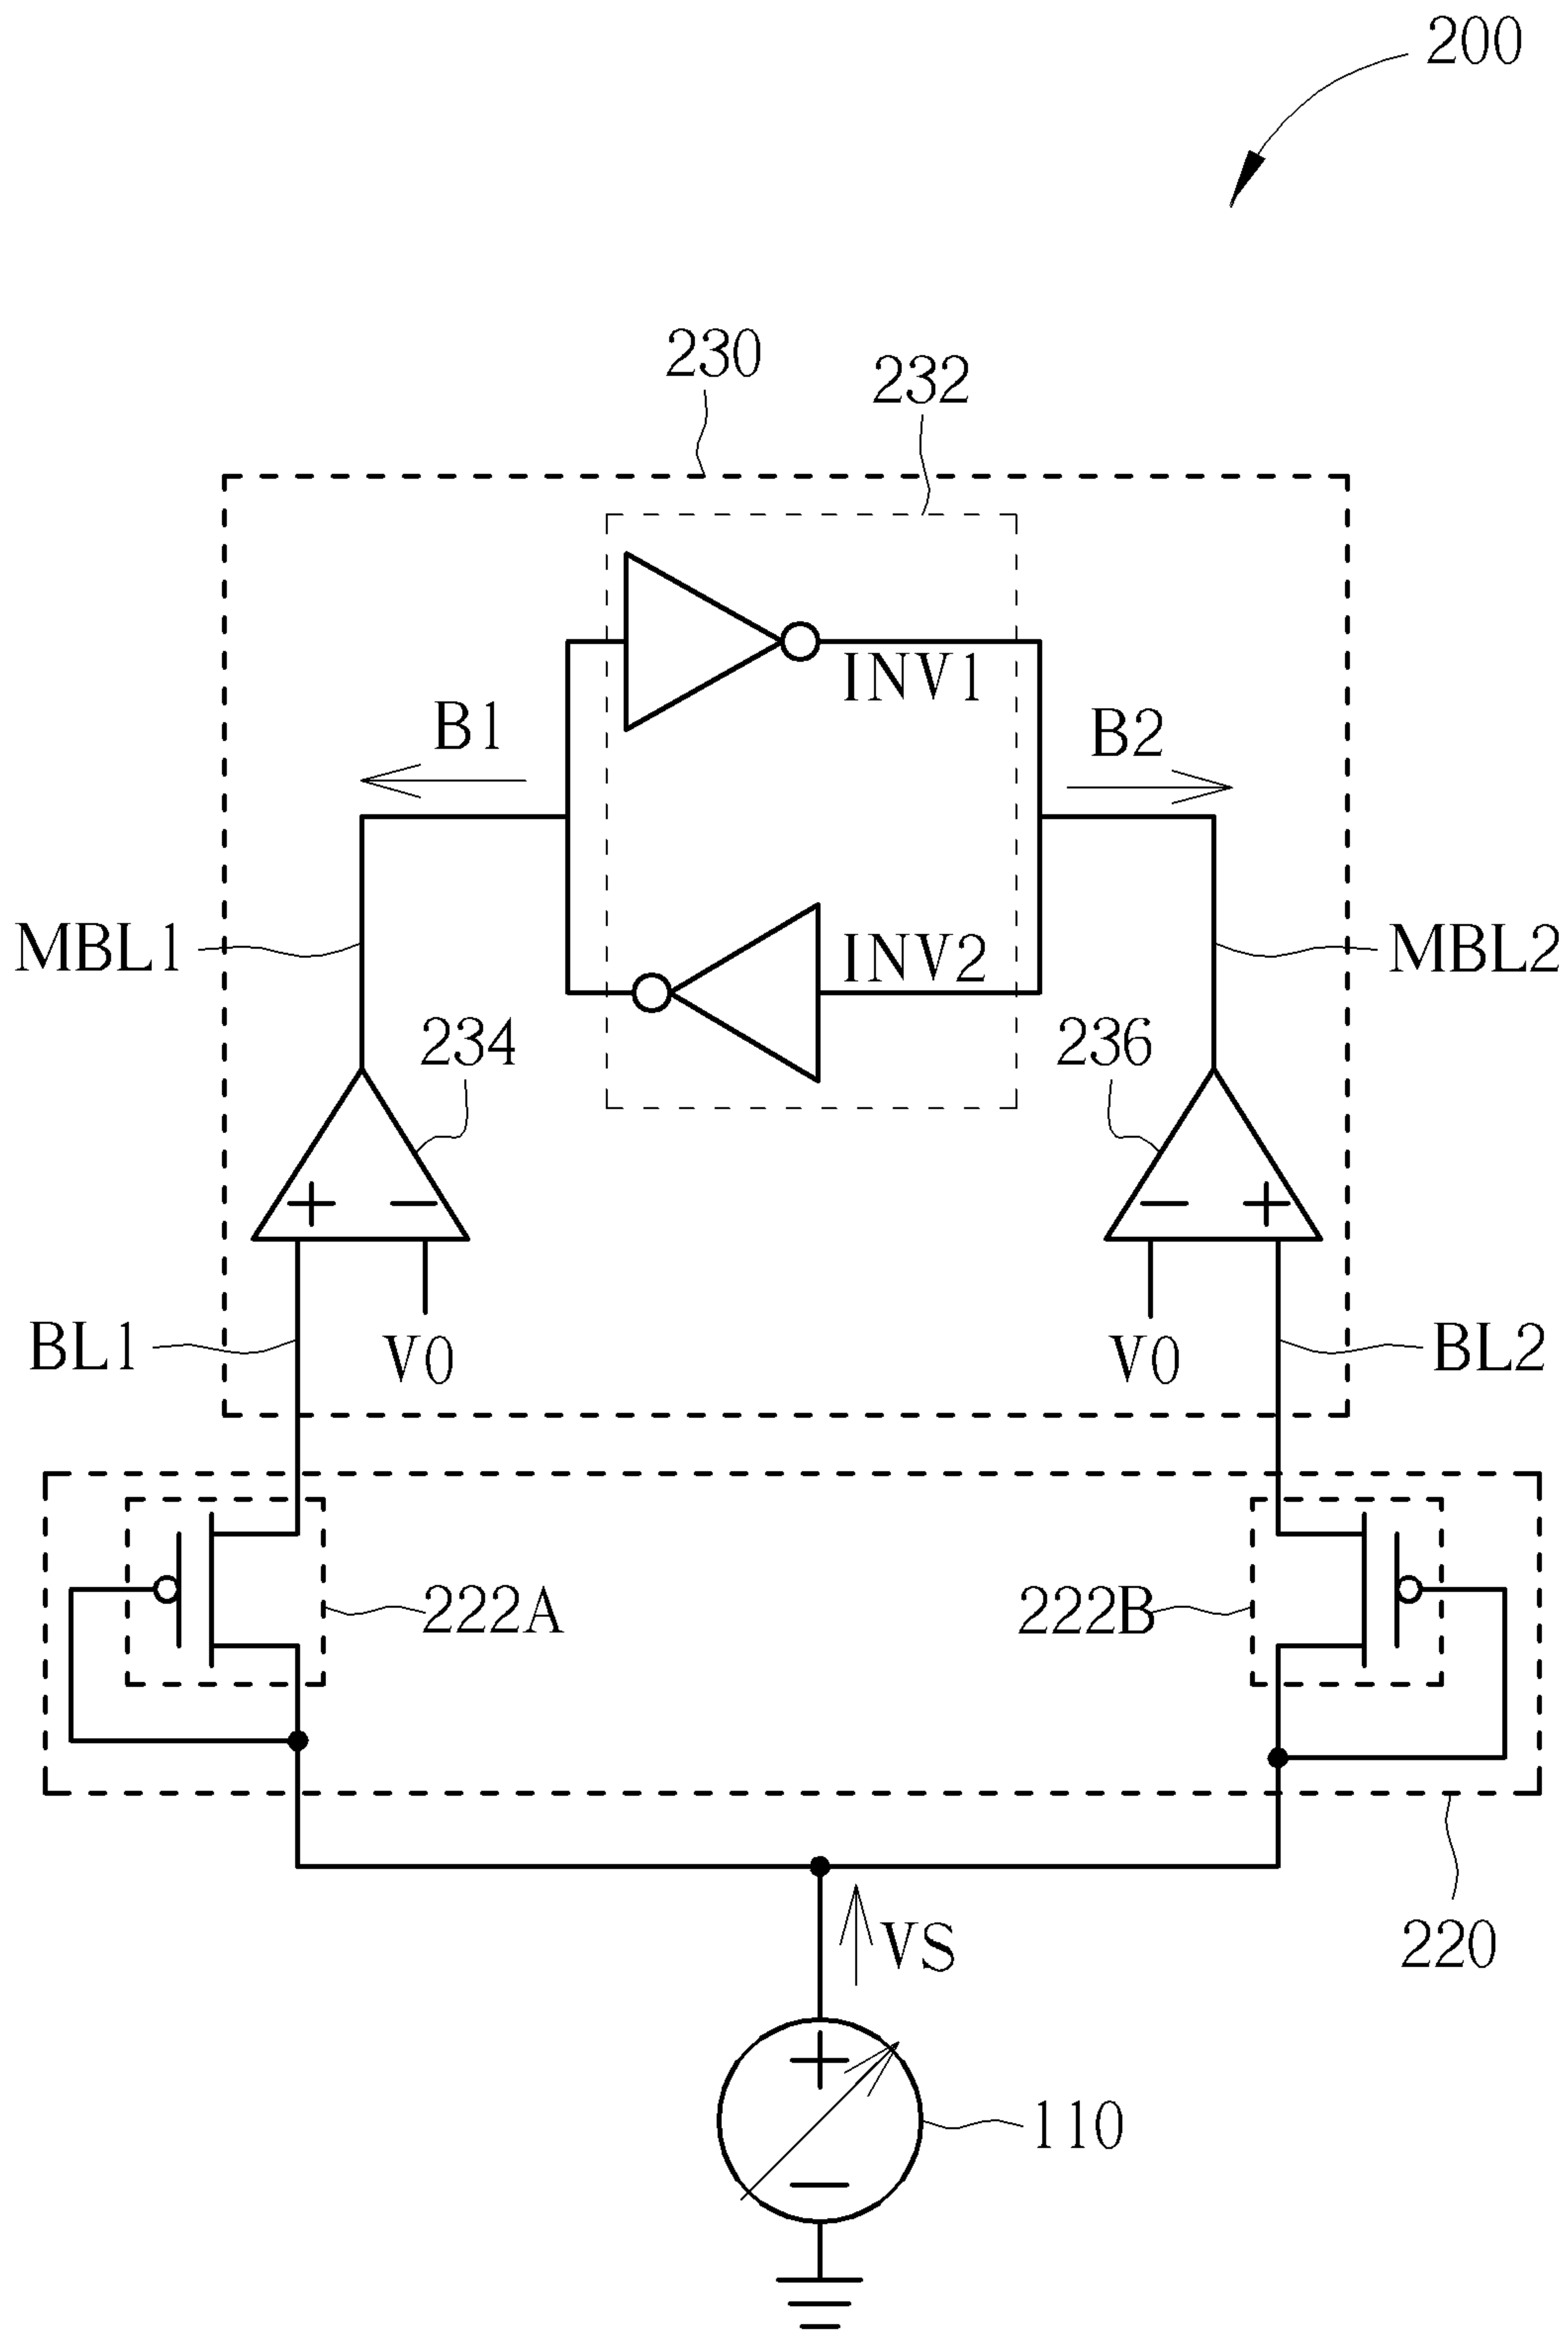 200
230
232
INV1
B1
B2
MBL1
INV2
MBL2
234
236
+ −
− +
BL1
V0
V0
BL2
222A
222B
VS
220
+
110
−